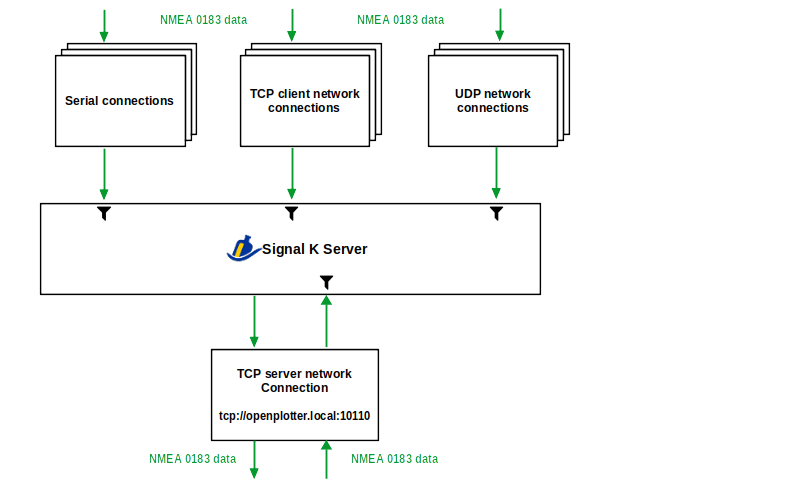 NMEA 0183 data
NMEA 0183 data
Serial connections
TCP client network
connections
UDP network
connections
Signal K Server
TCP server network
Connection
tcp://openplotter.local:10110
NMEA 0183 data
NMEA 0183 data